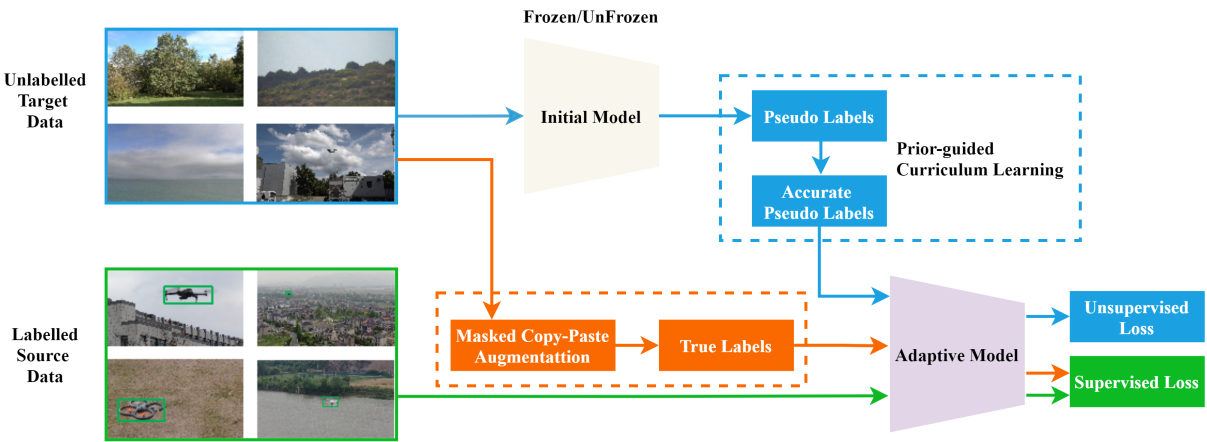 Frozen/UnFrozen
Unlabelled
Target
Data
Initial Model
Pseudo Labels
Prior-guided
Curriculum Learning
Accurate
Pseudo Labels
Labelled
Source
Data
Masked Copy-Paste
Augmentattion
True Labels
Adaptive Model
Unsupervised
Loss
Supervised Loss